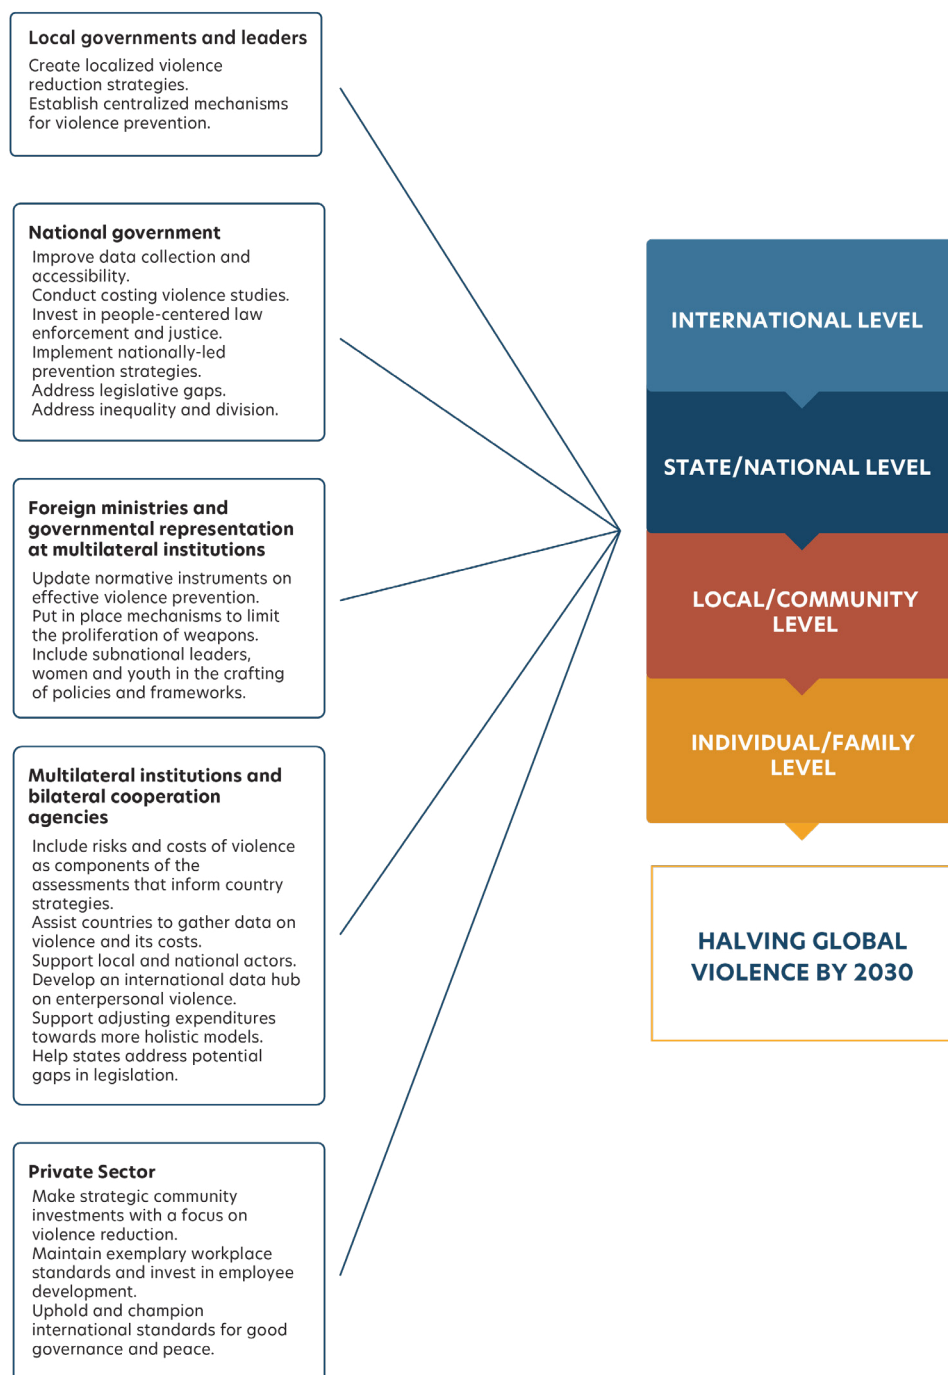 Local governments and leaders
Create localized violence
reduction strategies.
Establish centralized mechanisms
for violence prevention.
National government
Improve data collection and
accessibility.
Conduct costing violence studies.
Invest in people-centered law
enforcement and justice.
Implement nationally-led
prevention strategies.
Address legislative gaps.
Address inequality and division.
Foreign ministries and
governmental representation
at multilateral institutions
Update normative instruments on
effective violence prevention.
Put in place mechanisms to limit
the proliferation of weapons.
Include subnational leaders,
women and youth in the crafting
of policies and frameworks.
Multilateral institutions and
bilateral cooperation
agencies
Include risks and costs of violence
as components of the
assessments that inform country
strategies.
Assist countries to gather data on
violence and its costs.
Support local and national actors.
Develop an international data hub
on enterpersonal violence.
Support adjusting expenditures
towards more holistic models.
Help states address potential
gaps in legislation.
Private Sector
Make strategic community
investments with a focus on
violence reduction.
Maintain exemplary workplace
standards and invest in employee
development.
Uphold and champion
international standards for good
governance and peace.
INTERNATIONAL LEVEL
STATE/NATIONAL LEVEL
LOCAL/COMMUNITY
LEVEL
INDIVIDUAL/FAMILY
LEVEL
HALVING GLOBAL
VIOLENCE BY 2030